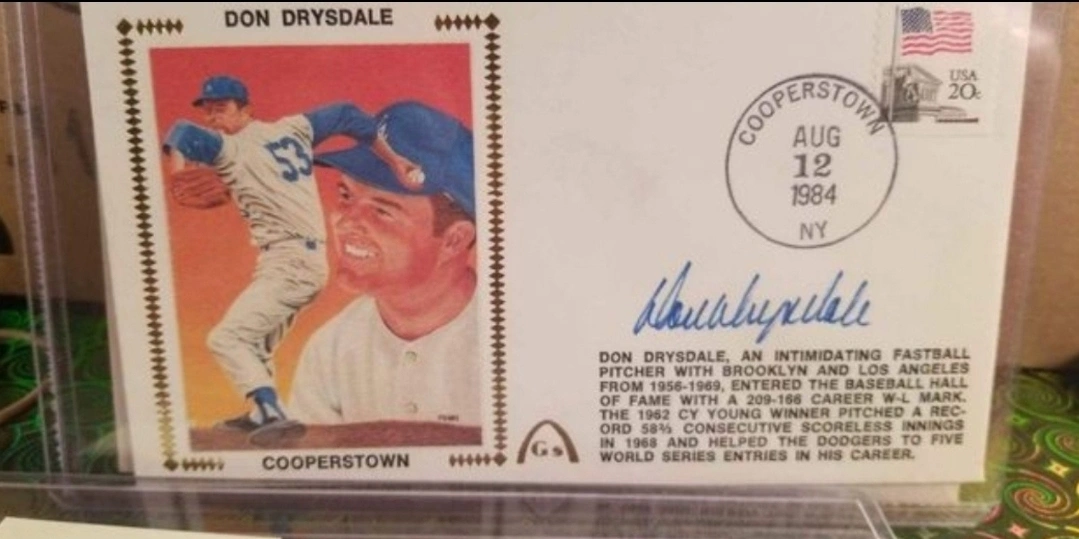 DON DRYSDALE
53
COOPERSTOWN
Gs
USA
20c
COOPERSTOWN
AUG
12
1984
NY
Don Drysdale
DON DRYSDALE, AN INTIMIDATING FASTBALL
PITCHER WITH BROOKLYN AND LOS ANGELES
FROM 1956-1969, ENTERED THE BASEBALL HALL
OF FAME WITH A 209-166 CAREER W-L MARK.
THE 1962 CY YOUNG WINNER PITCHED A REC-
ORD 58⅔ CONSECUTIVE SCORELESS INNINGS
IN 1968 AND HELPED THE DODGERS TO FIVE
WORLD SERIES ENTRIES IN HIS CAREER.